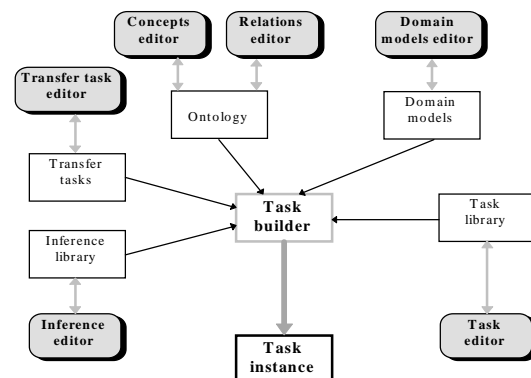 Concepts
editor
Relations
editor
Domain
models editor
Transfer task
editor
Ontology
Domain
models
Transfer
tasks
Task
builder
Task
library
Inference
library
Inference
editor
Task
instance
Task
editor